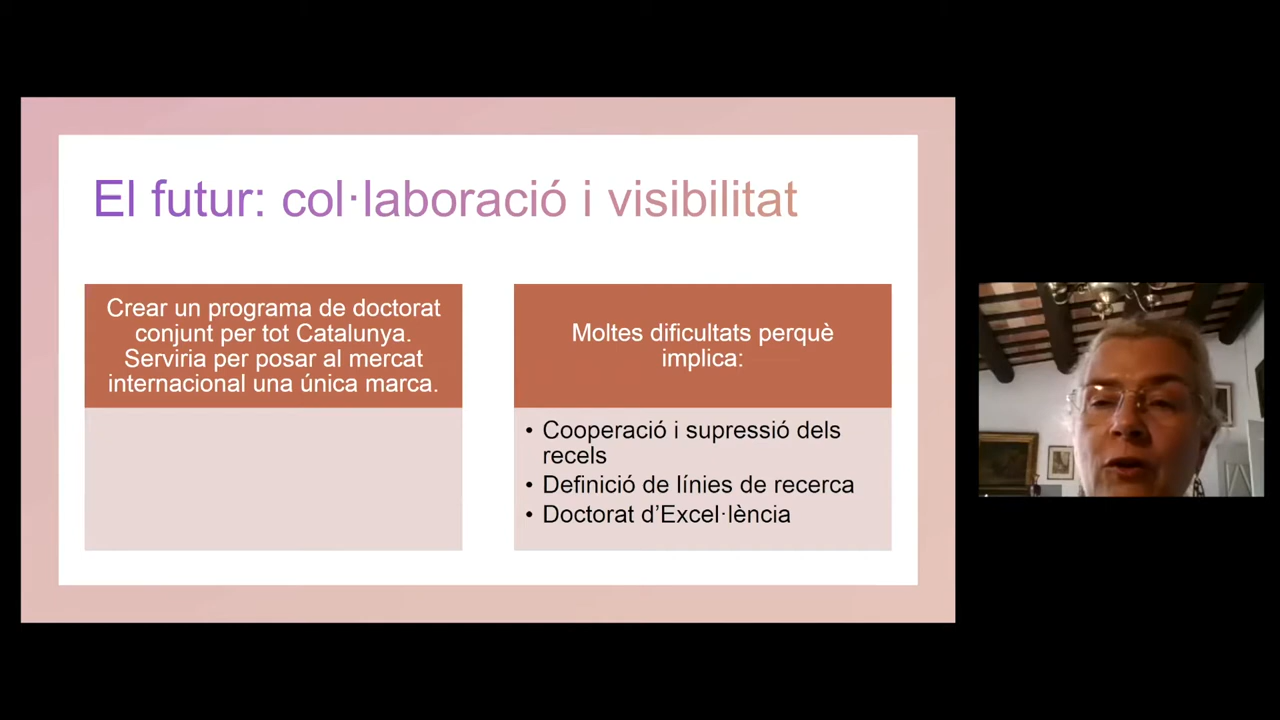 El futur: col·laboració i visibilitat
Crear un programa de doctorat
conjunt per tot Catalunya.
Serviria per posar al mercat
internacional una única marca.
Moltes dificultats perquè
implica:
• Cooperació i supressió dels
recels
• Definició de línies de recerca
• Doctorat d’Excel·lència